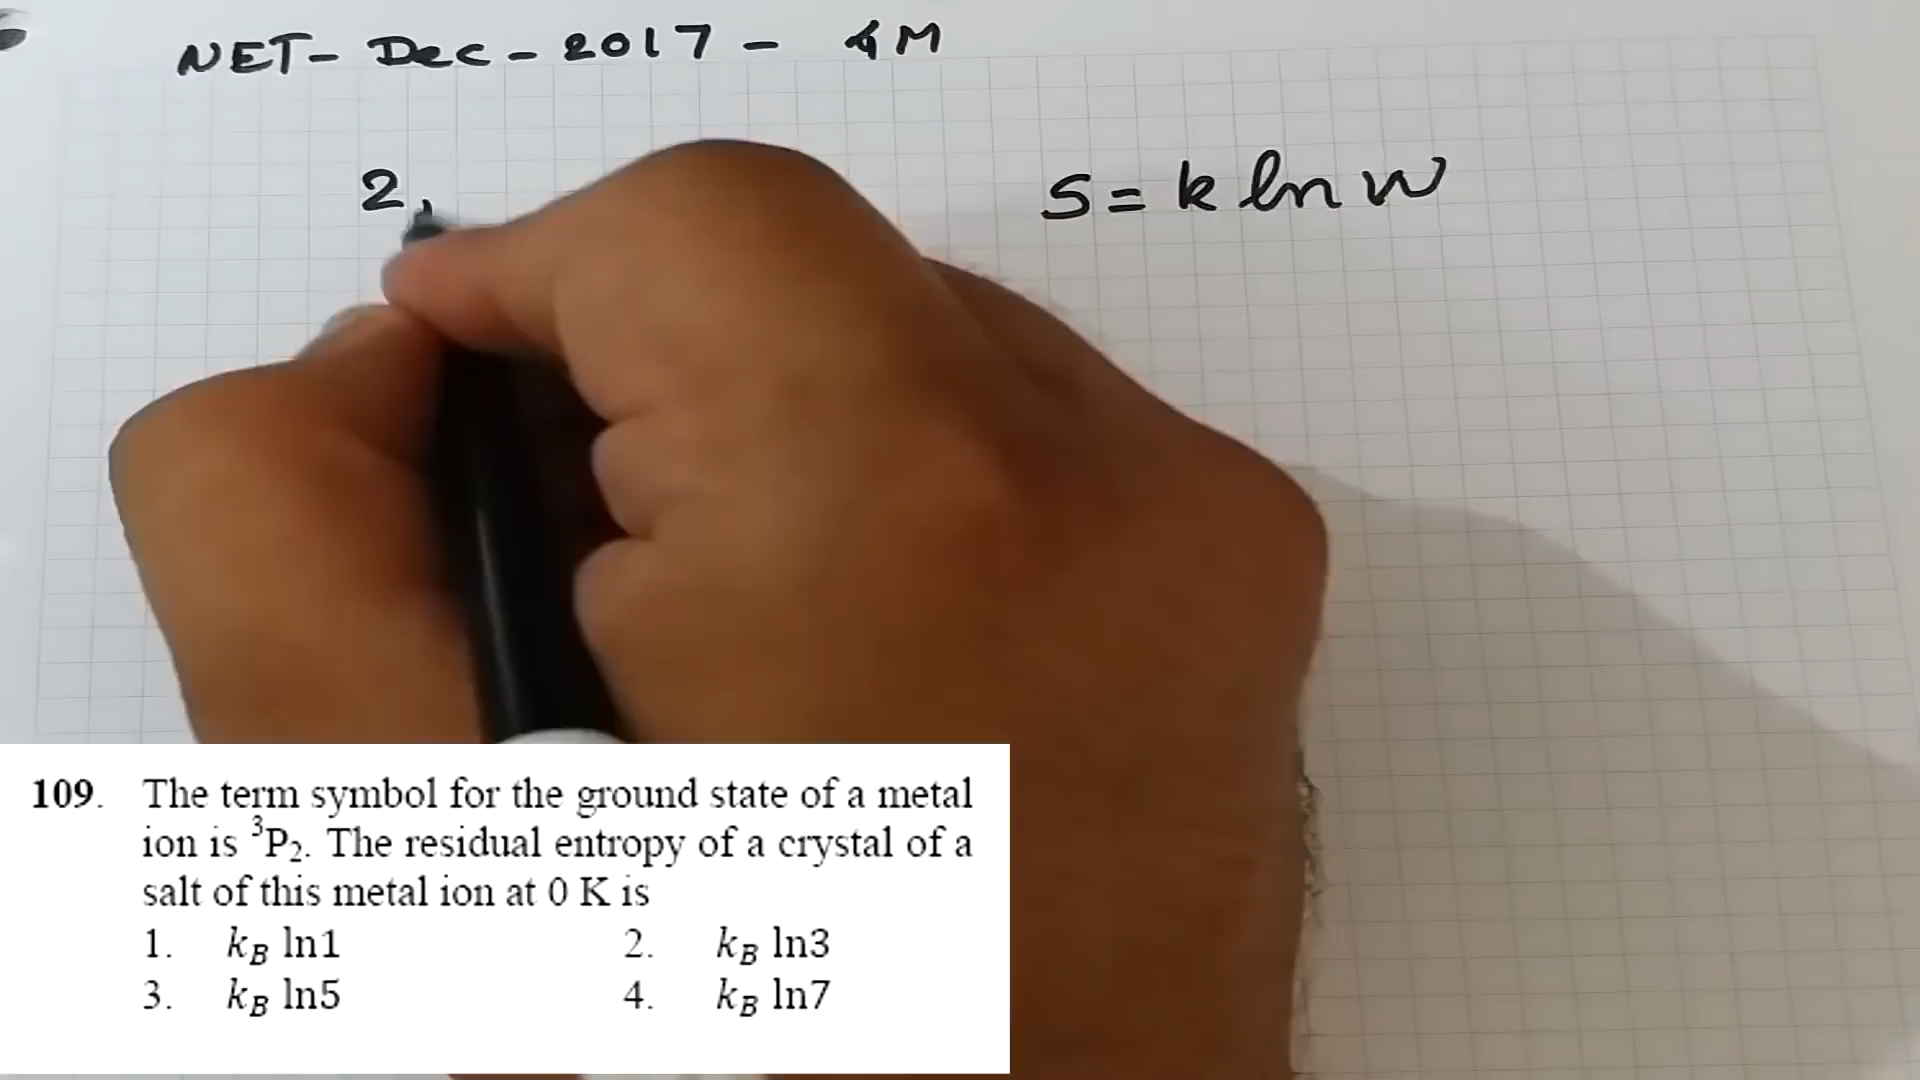 NET - Dec - 2017 - 4M
2,
S = k ln W
109. The term symbol for the ground state of a metal
ion is ³P₂. The residual entropy of a crystal of a
salt of this metal ion at 0 K is
1. k_B ln1 2. k_B ln3
3. k_B ln5 4. k_B ln7